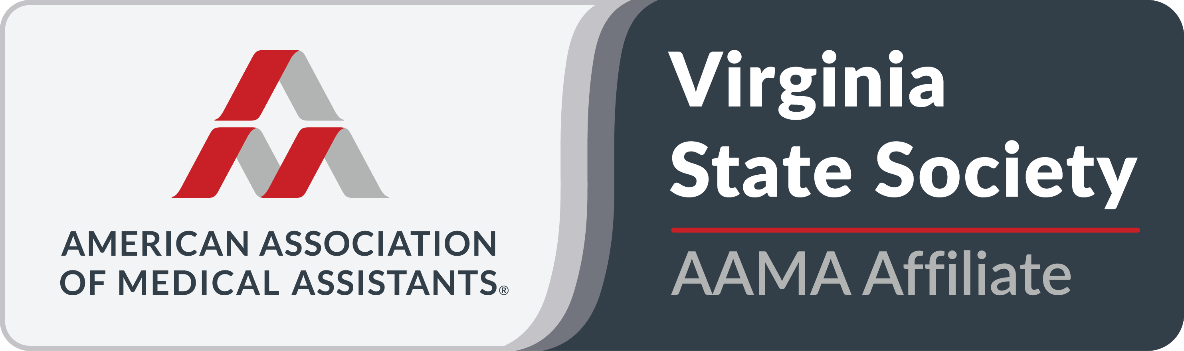 AMERICAN ASSOCIATION
OF MEDICAL ASSISTANTS®
Virginia
State Society
AAMA Affiliate